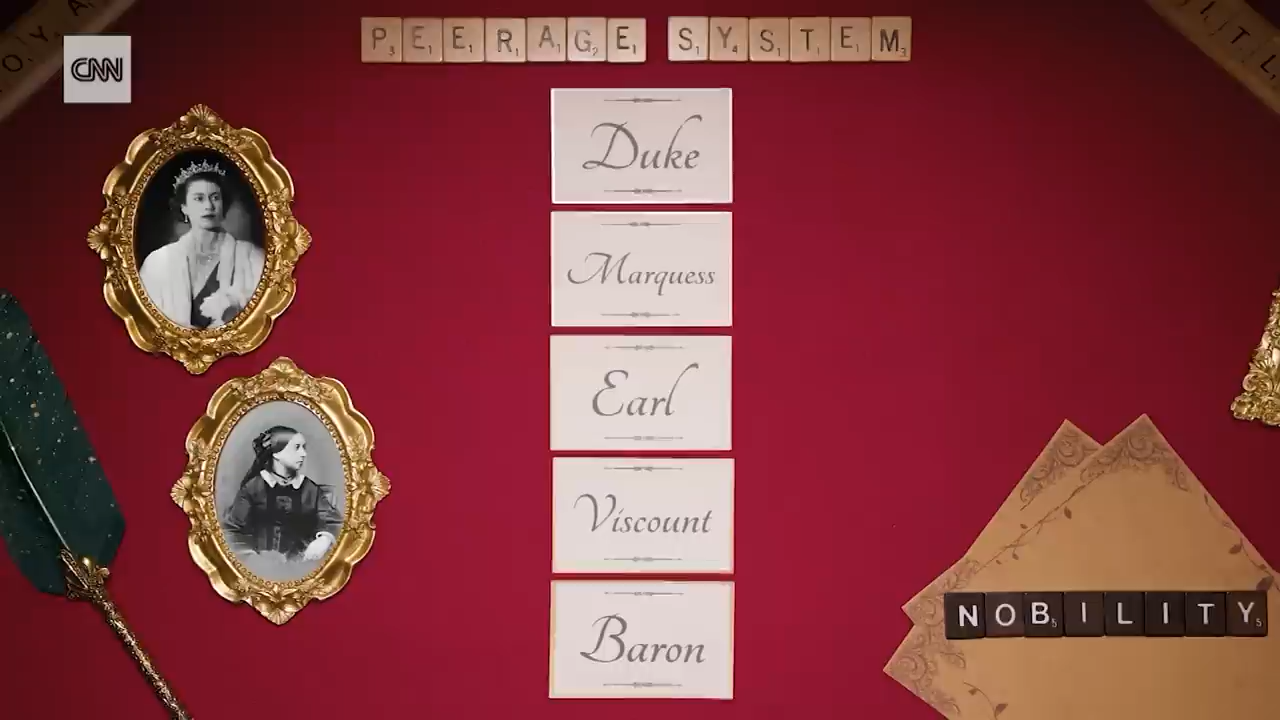 PEERAGE SYSTEM
CNN
Duke
Marquess
Earl
Viscount
Baron
NOBILITY